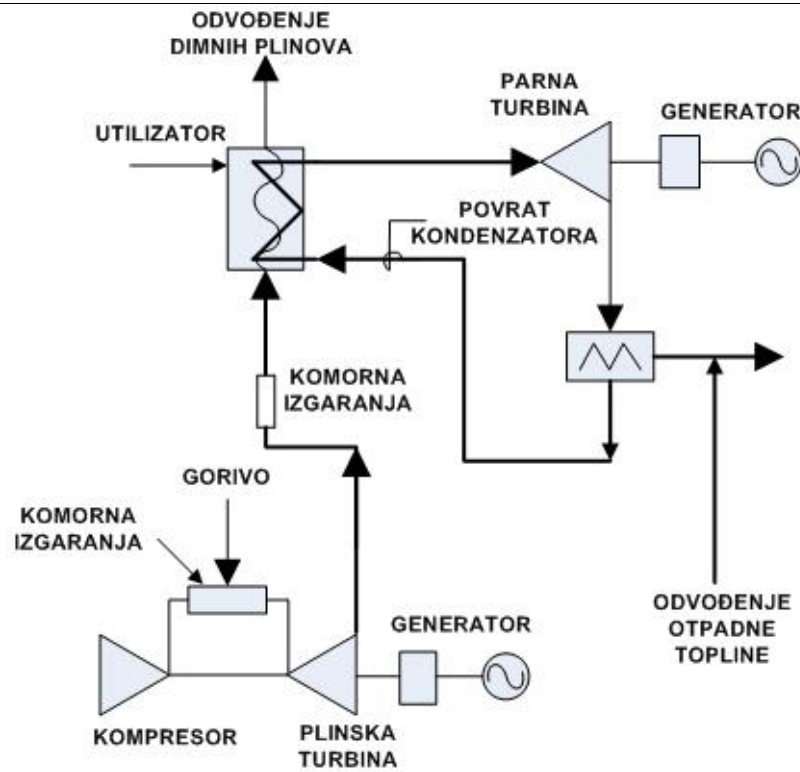 ODVOĐENJE
DIMNIH PLINOVA
PARNA
TURBINA
GENERATOR
UTILIZATOR
POVRAT
KONDENZATORA
KOMORNA
IZGARANJA
GORIVO
KOMORNA
IZGARANJA
GENERATOR
ODVOĐENJE
OTPADNE
TOPLINE
KOMPRESOR
PLINSKA
TURBINA